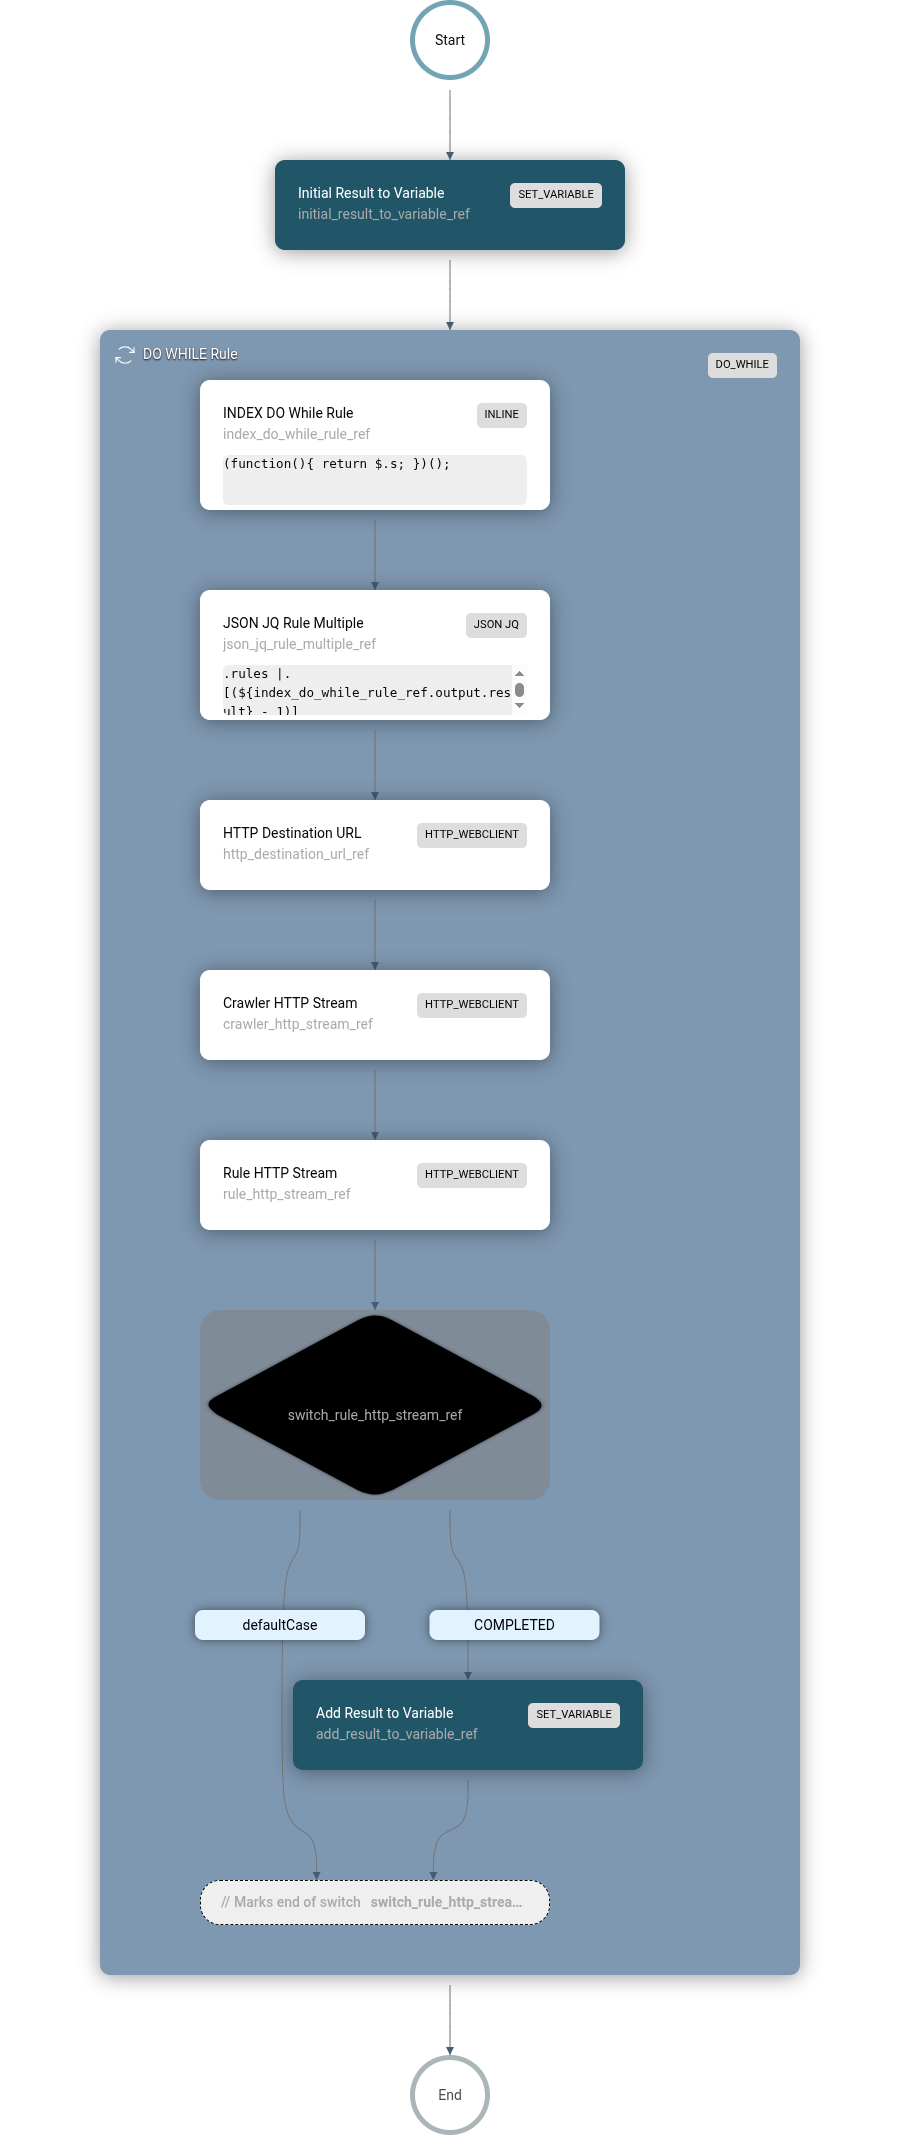 Start
Initial Result to Variable
SET_VARIABLE
initial_result_to_variable_ref
DO WHILE Rule
DO_WHILE
INDEX DO While Rule
INLINE
index_do_while_rule_ref
(function(){ return $.s; })();
JSON JQ Rule Multiple
JSON JQ
json_jq_rule_multiple_ref
.rules |.
[(${index_do_while_rule_ref.output.res
ult} - 1)]
HTTP Destination URL
HTTP_WEBCLIENT
http_destination_url_ref
Crawler HTTP Stream
HTTP_WEBCLIENT
crawler_http_stream_ref
Rule HTTP Stream
HTTP_WEBCLIENT
rule_http_stream_ref
switch_rule_http_stream_ref
defaultCase
COMPLETED
Add Result to Variable
SET_VARIABLE
add_result_to_variable_ref
// Marks end of switch switch_rule_http_strea...
End